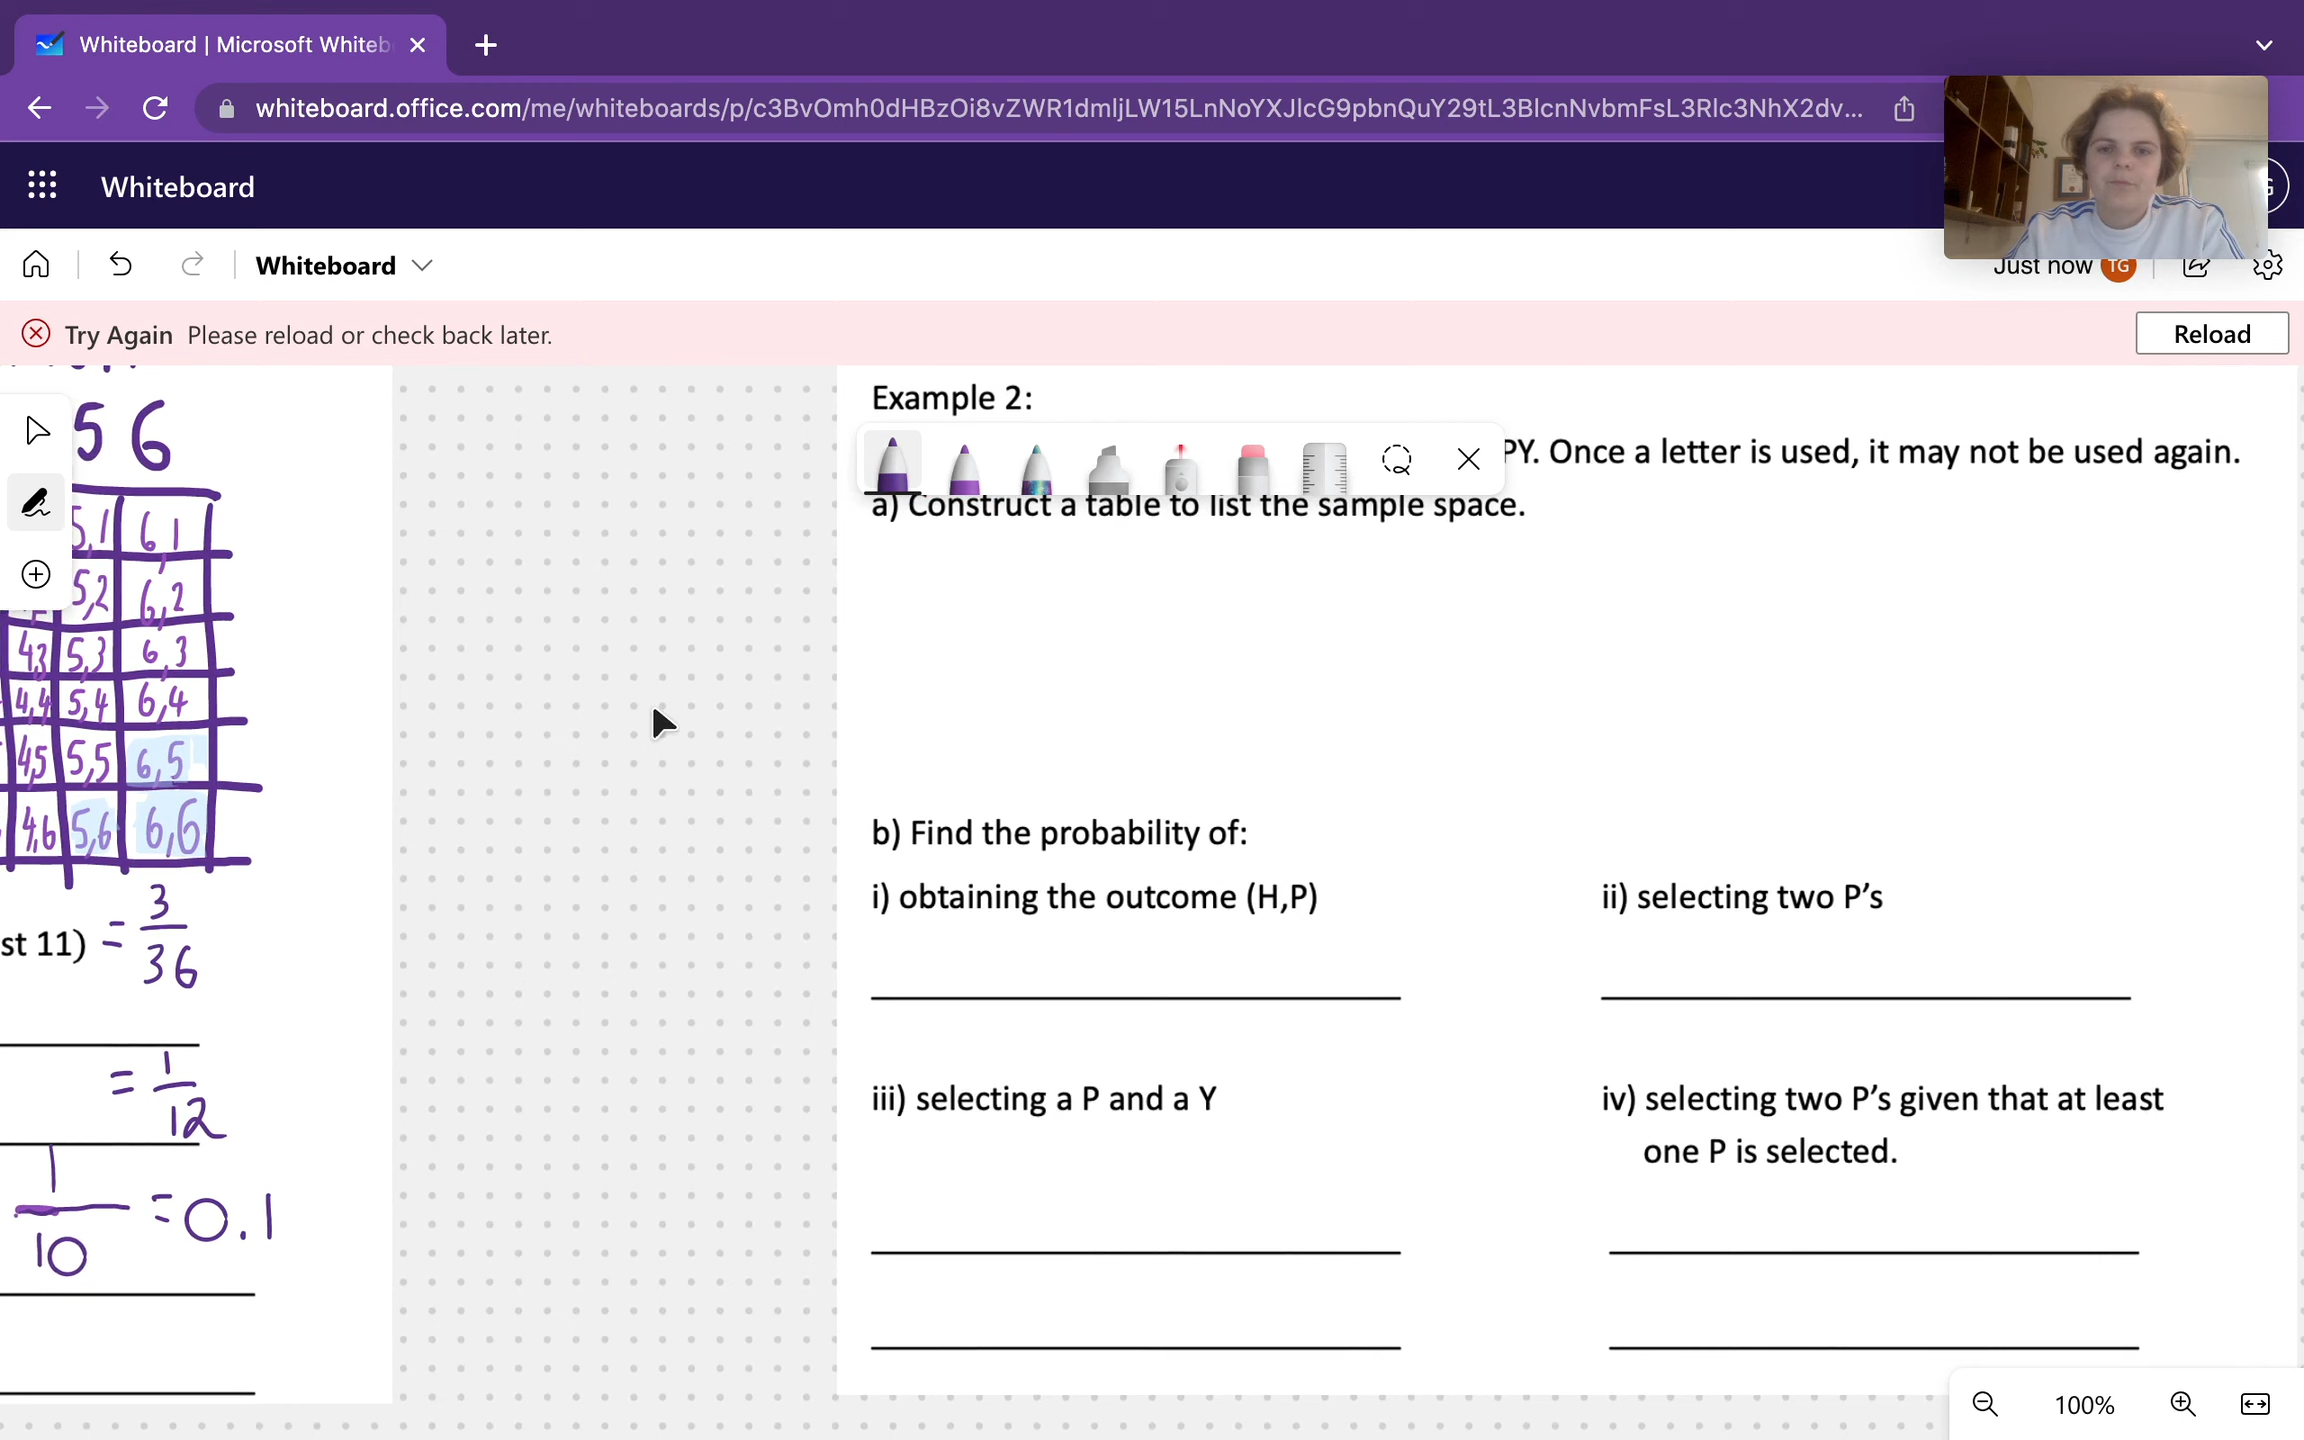 Whiteboard | Microsoft Whiteb
whiteboard.office.com/me/whiteboards/p/c3BvOmh0dHBzOi8vZWR1dmljLW15LnNoYXJlcG9pbnQuY29tL3BlcnNvbmFsL3Rlc3NhX2dv...
Whiteboard
Whiteboard
Just now TG
Try Again Please reload or check back later.
Reload
5 6
5,1 6,1
5,2 6,2
4,3 5,3 6,3
4,4 5,4 6,4
4,5 5,5 6,5
4,6 5,6 6,6
st 11) = 3/36
= 1/12
1/10 = 0.1
Example 2:
PY. Once a letter is used, it may not be used again.
a) Construct a table to list the sample space.
b) Find the probability of:
i) obtaining the outcome (H,P)
ii) selecting two P's
iii) selecting a P and a Y
iv) selecting two P's given that at least
one P is selected.
100%